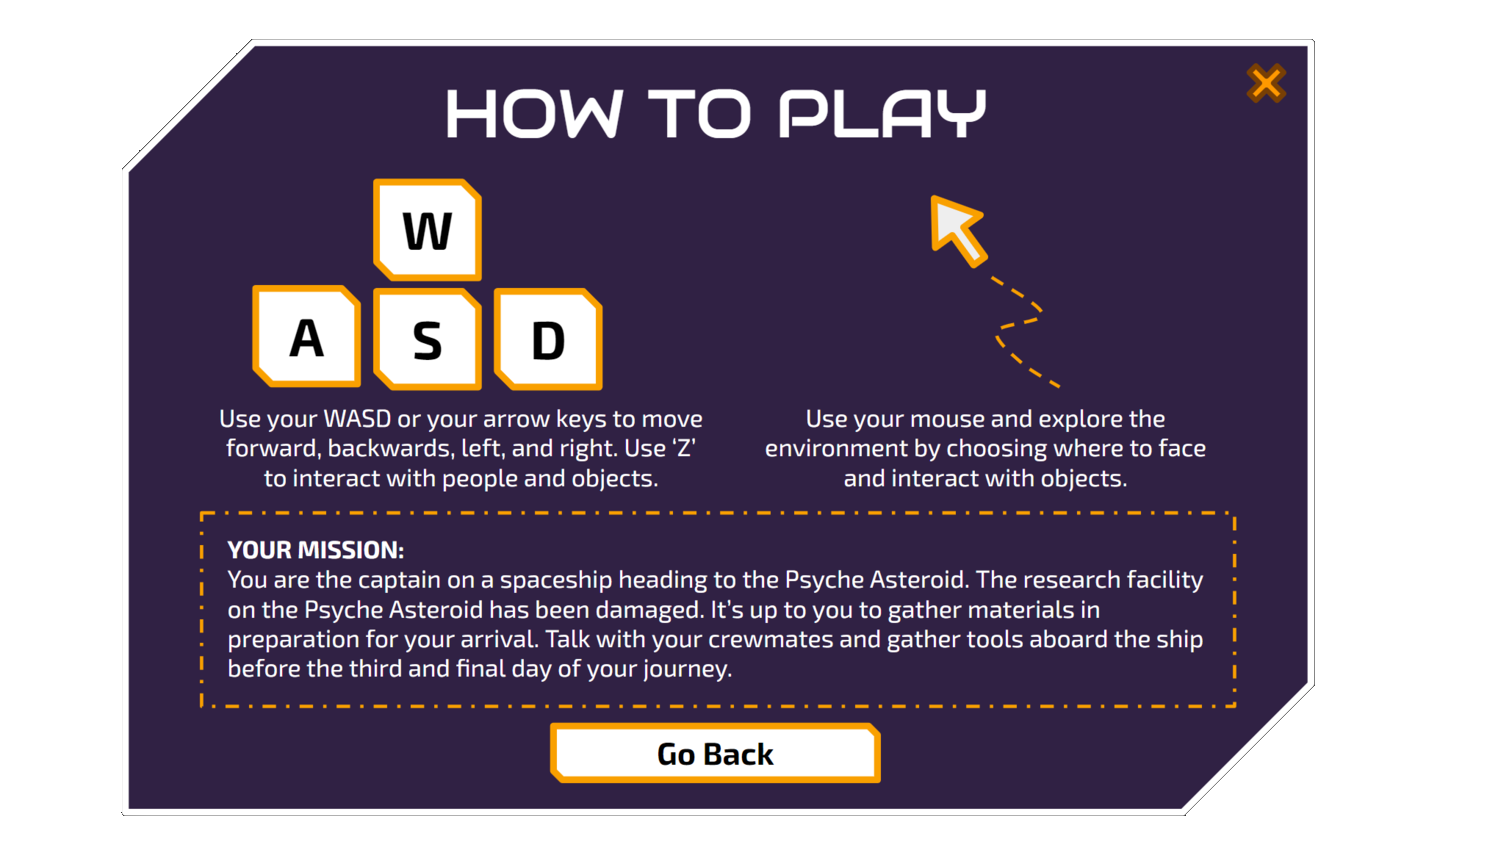 HOW TO PLAY
W
A S D
Use your WASD or your arrow keys to move
forward, backwards, left, and right. Use ‘Z’
to interact with people and objects.
Use your mouse and explore the
environment by choosing where to face
and interact with objects.
YOUR MISSION:
You are the captain on a spaceship heading to the Psyche Asteroid. The research facility
on the Psyche Asteroid has been damaged. It’s up to you to gather materials in
preparation for your arrival. Talk with your crewmates and gather tools aboard the ship
before the third and final day of your journey.
Go Back